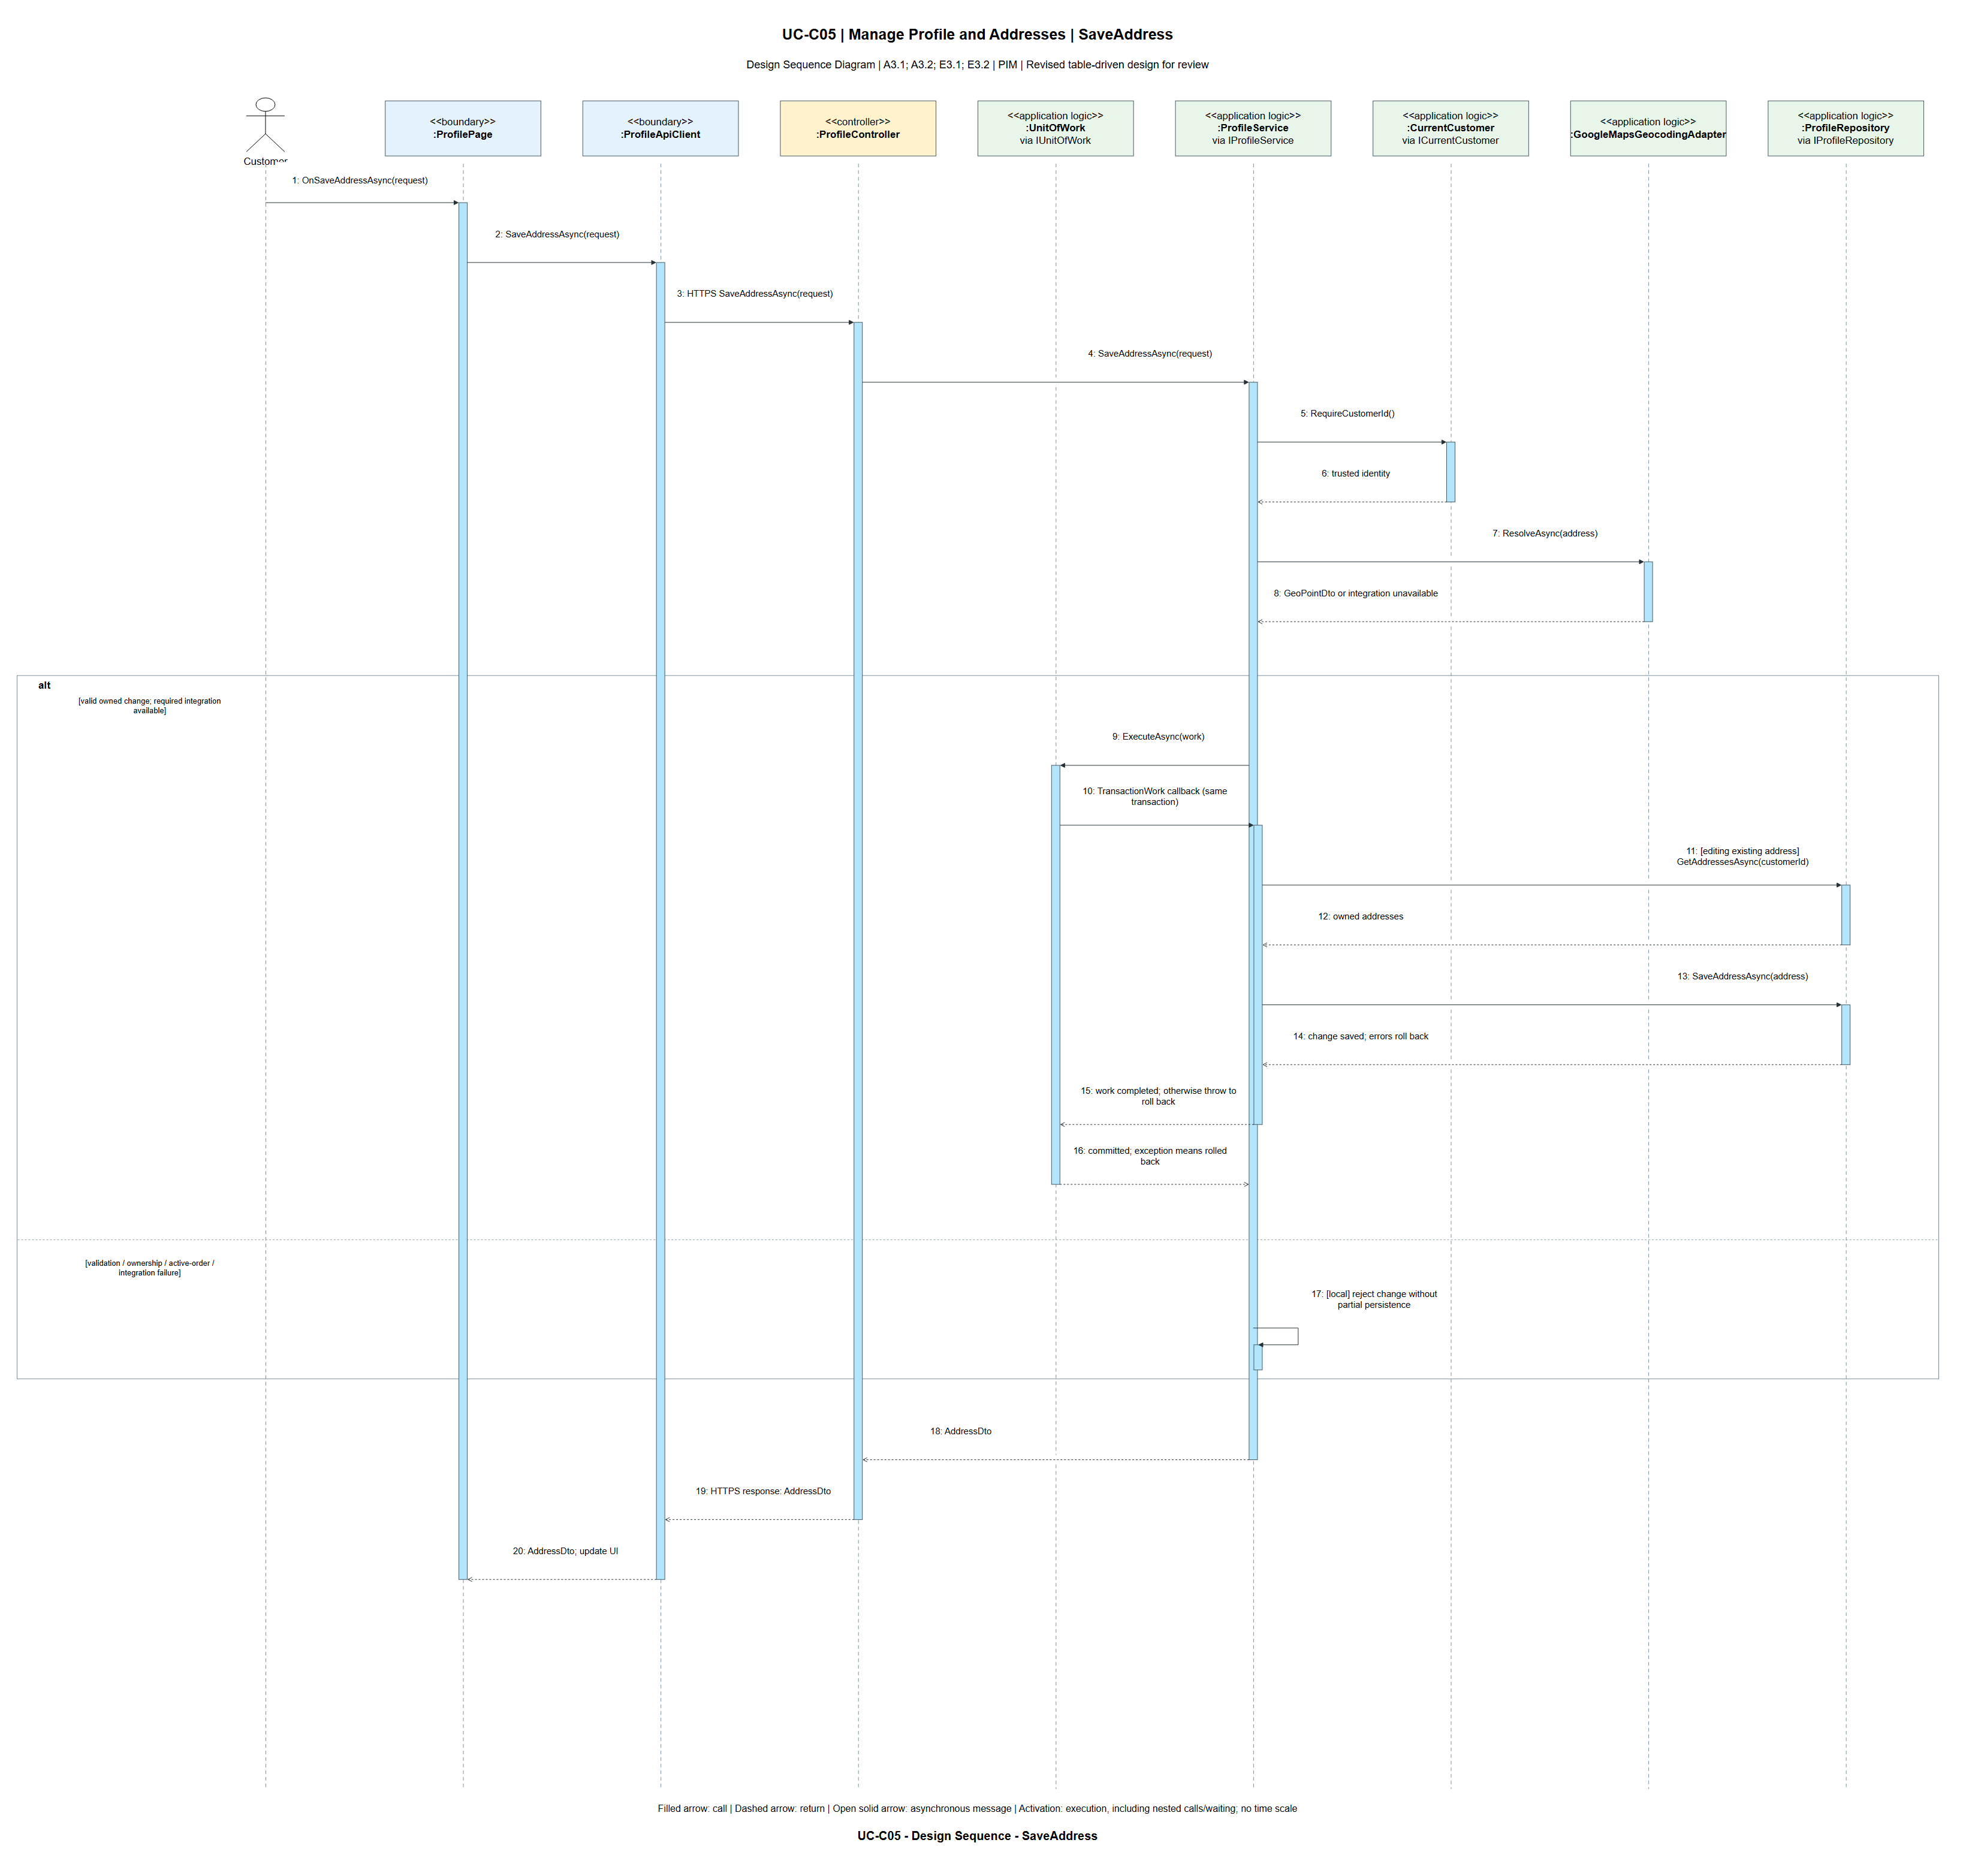 UC-C05 | Manage Profile and Addresses | SaveAddress
Design Sequence Diagram | A3.1; A3.2; E3.1; E3.2 | PIM | Revised table-driven design for review
Customer
<<boundary>>
:ProfilePage
<<boundary>>
:ProfileApiClient
<<controller>>
:ProfileController
<<application logic>>
:UnitOfWork
via IUnitOfWork
<<application logic>>
:ProfileService
via IProfileService
<<application logic>>
:CurrentCustomer
via ICurrentCustomer
<<application logic>>
:GoogleMapsGeocodingAdapter
<<application logic>>
:ProfileRepository
via IProfileRepository
1: OnSaveAddressAsync(request)
2: SaveAddressAsync(request)
3: HTTPS SaveAddressAsync(request)
4: SaveAddressAsync(request)
5: RequireCustomerId()
6: trusted identity
7: ResolveAsync(address)
8: GeoPointDto or integration unavailable
alt
[valid owned change; required integration
available]
9: ExecuteAsync(work)
10: TransactionWork callback (same
transaction)
11: [editing existing address]
GetAddressesAsync(customerId)
12: owned addresses
13: SaveAddressAsync(address)
14: change saved; errors roll back
15: work completed; otherwise throw to
roll back
16: committed; exception means rolled
back
[validation / ownership / active-order /
integration failure]
17: [local] reject change without
partial persistence
18: AddressDto
19: HTTPS response: AddressDto
20: AddressDto; update UI
Filled arrow: call | Dashed arrow: return | Open solid arrow: asynchronous message | Activation: execution, including nested calls/waiting; no time scale
UC-C05 - Design Sequence - SaveAddress